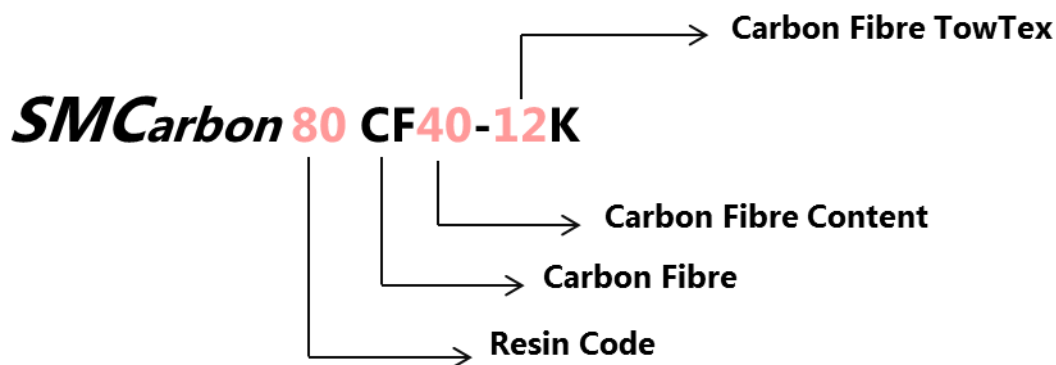 Carbon Fibre TowTex
SMCarbon 80 CF40-12K
Carbon Fibre Content
Carbon Fibre
Resin Code